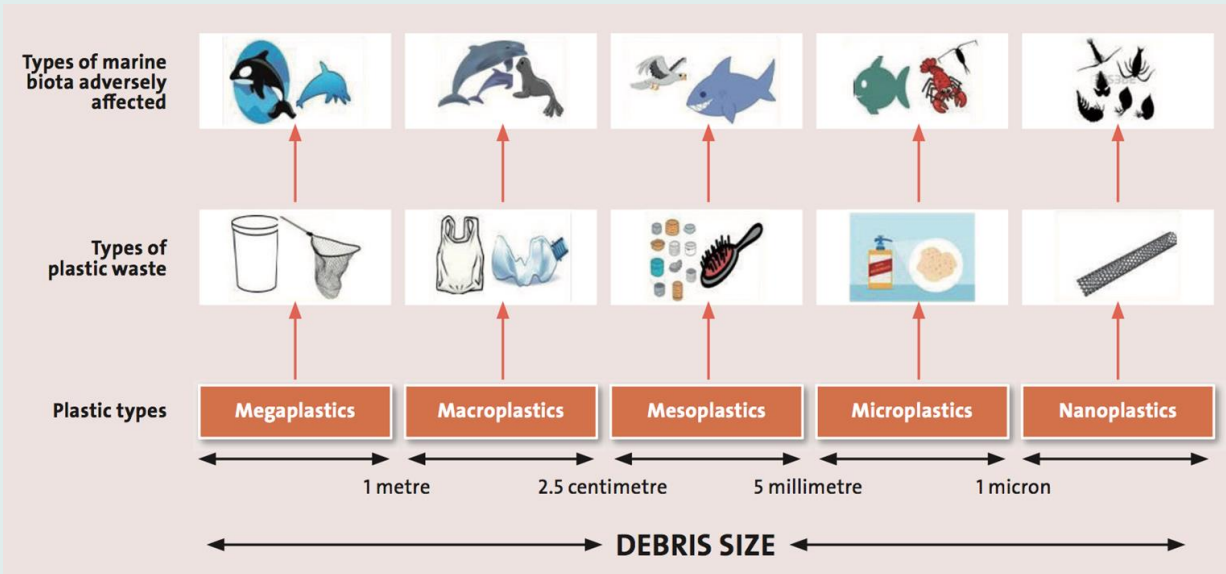 Types of marine
biota adversely
affected
Types of
plastic waste
Plastic types
Megaplastics
Macroplastics
Mesoplastics
Microplastics
Nanoplastics
1 metre
2.5 centimetre
5 millimetre
1 micron
DEBRIS SIZE